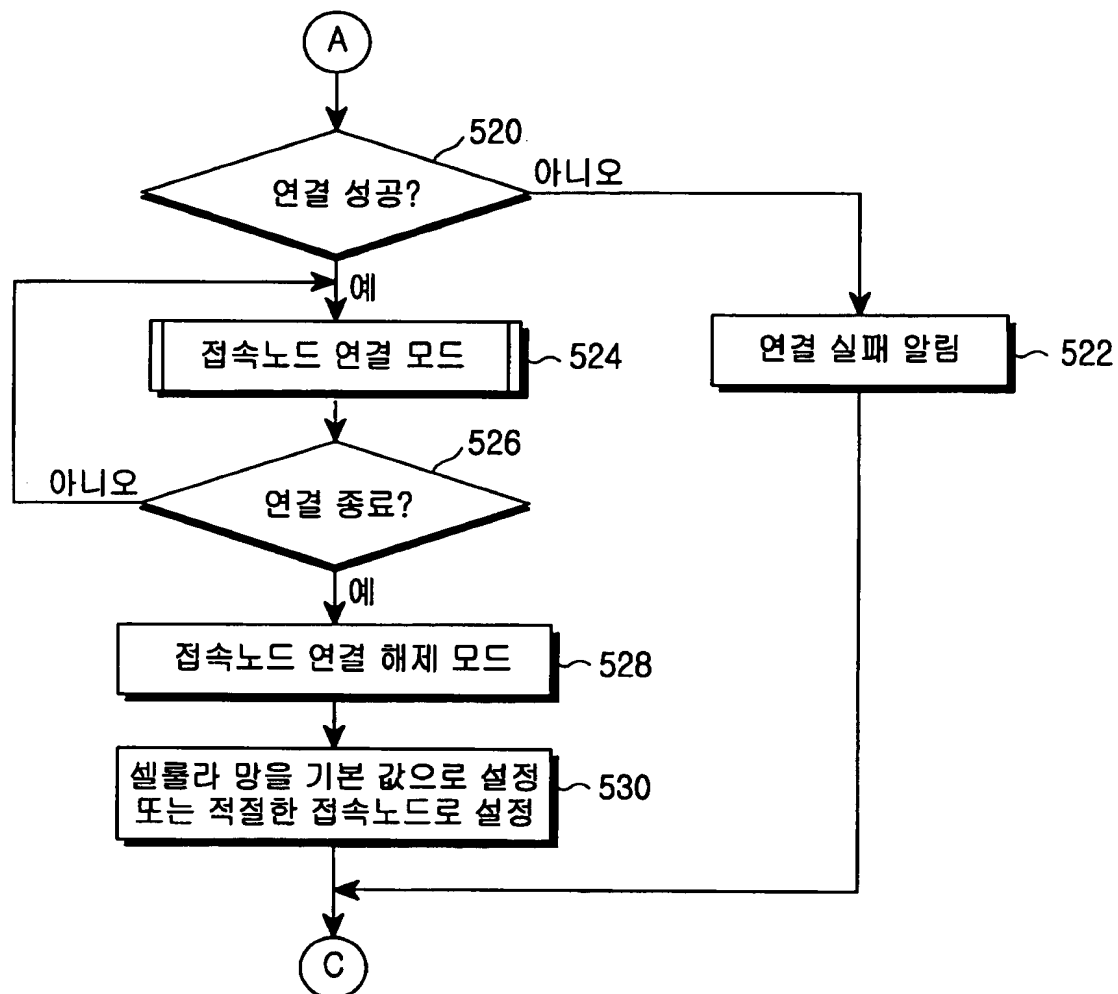 A
520
연결 성공?
아니오
예
접속노드 연결 모드
524
연결 실패 알림
522
526
아니오
연결 종료?
예
접속노드 연결 해제 모드
528
셀룰라 망을 기본 값으로 설정
또는 적절한 접속노드로 설정
530
C